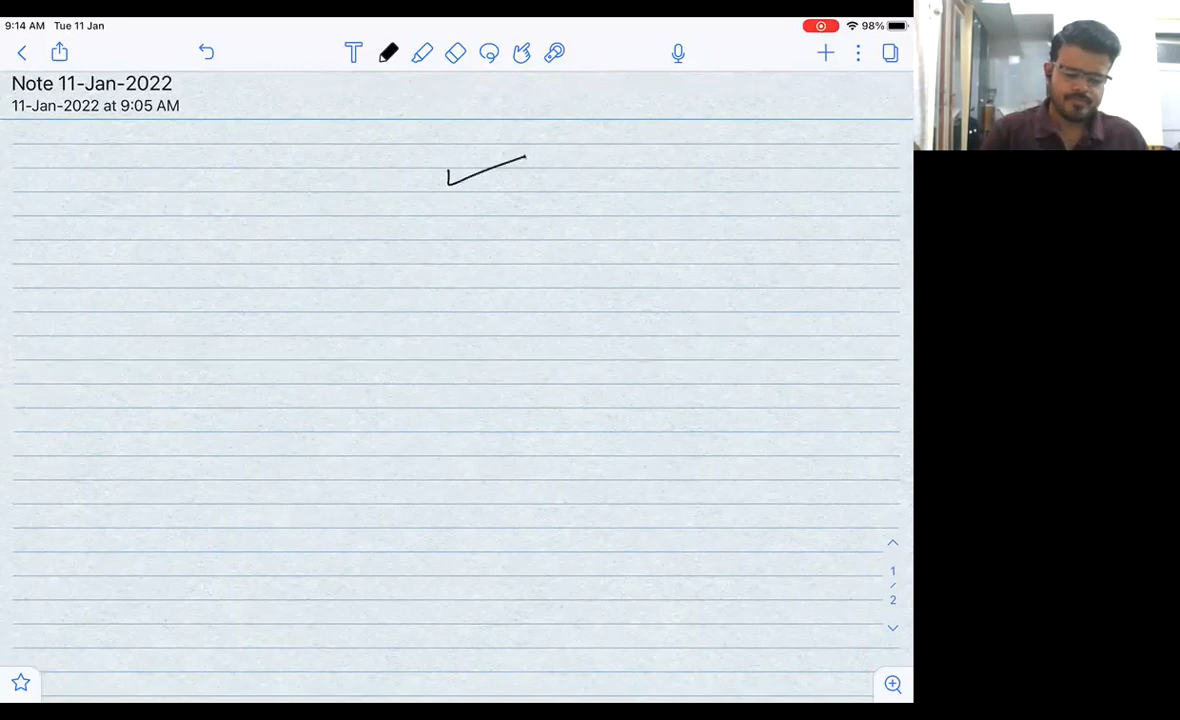 9:14 AM Tue 11 Jan
98%
T
Note 11-Jan-2022
11-Jan-2022 at 9:05 AM
1
2